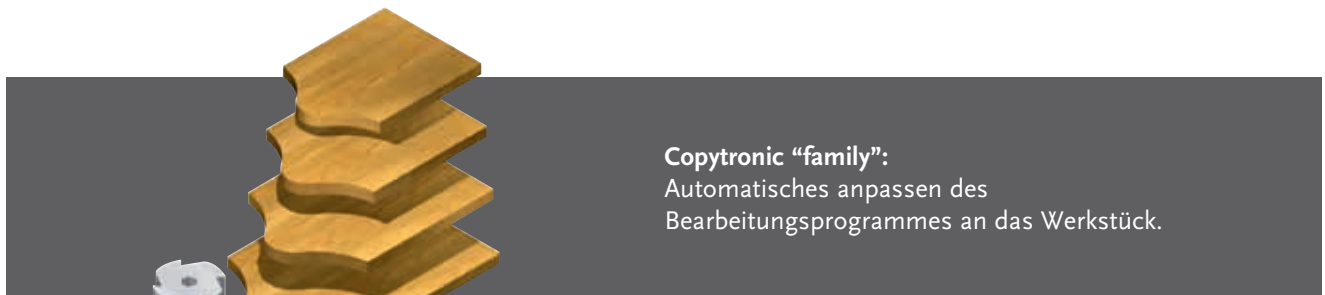 Copytronic “family”:
Automatisches anpassen des
Bearbeitungsprogrammes an das Werkstück.